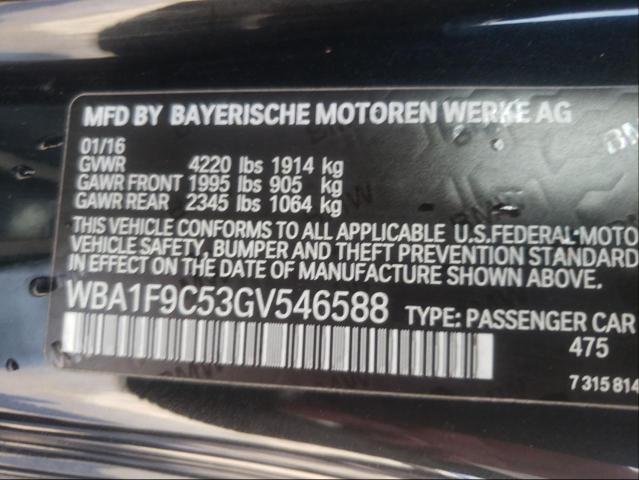 MFD BY BAYERISCHE MOTOREN WERKE AG
01/16
GVWR 4220 lbs 1914 kg
GAWR FRONT 1995 lbs 905 kg
GAWR REAR 2345 lbs 1064 kg
THIS VEHICLE CONFORMS TO ALL APPLICABLE U.S.FEDERAL-MOTO
VEHICLE SAFETY, BUMPER AND THEFT PREVENTION STANDARD
IN EFFECT ON THE DATE OF MANUFACTURE SHOWN ABOVE.
WBA1F9C53GV546588 TYPE: PASSENGER CAR
475
7 315 814